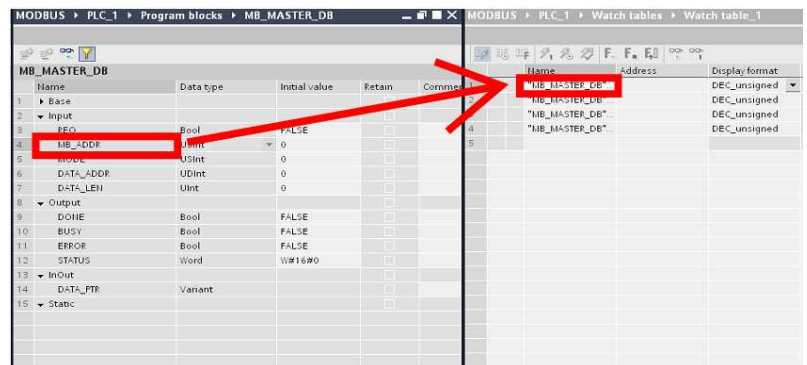 MODBUS ▸ PLC_1 ▸ Program blocks ▸ MB_MASTER_DB
MB_MASTER_DB
Name Data type Initial value Retain Commen
1 ▸ Base
2 ▾ Input
3 REQ Bool FALSE
4 MB_ADDR USInt 0
5 MODE USInt 0
6 DATA_ADDR UDInt 0
7 DATA_LEN UInt 0
8 ▾ Output
9 DONE Bool FALSE
10 BUSY Bool FALSE
11 ERROR Bool FALSE
12 STATUS Word W#16#0
13 ▾ InOut
14 DATA_PTR Variant
15 ▾ Static
MODBUS ▸ PLC_1 ▸ Watch tables ▸ Watch table_1
Name Address Display format
"MB_MASTER_DB"... DEC_unsigned
2 "MB_MASTER_DB"... DEC_unsigned
"MB_MASTER_DB"... DEC_unsigned
4 "MB_MASTER_DB"... DEC_unsigned
5